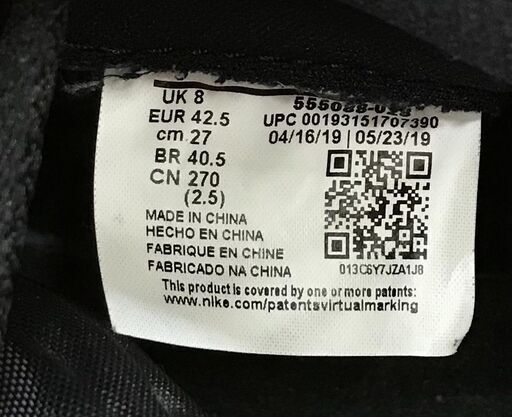 UK 8
EUR 42.5
cm 27
BR 40.5
CN 270
(2.5)
UPC 00193151707390
04/16/19 | 05/23/19
MADE IN CHINA
HECHO EN CHINA
FABRIQUE EN CHINE
FABRICADO NA CHINA
013C6Y7JZA1J8
This product is covered by one or more patents:
www.nike.com/patentsvirtualmarking